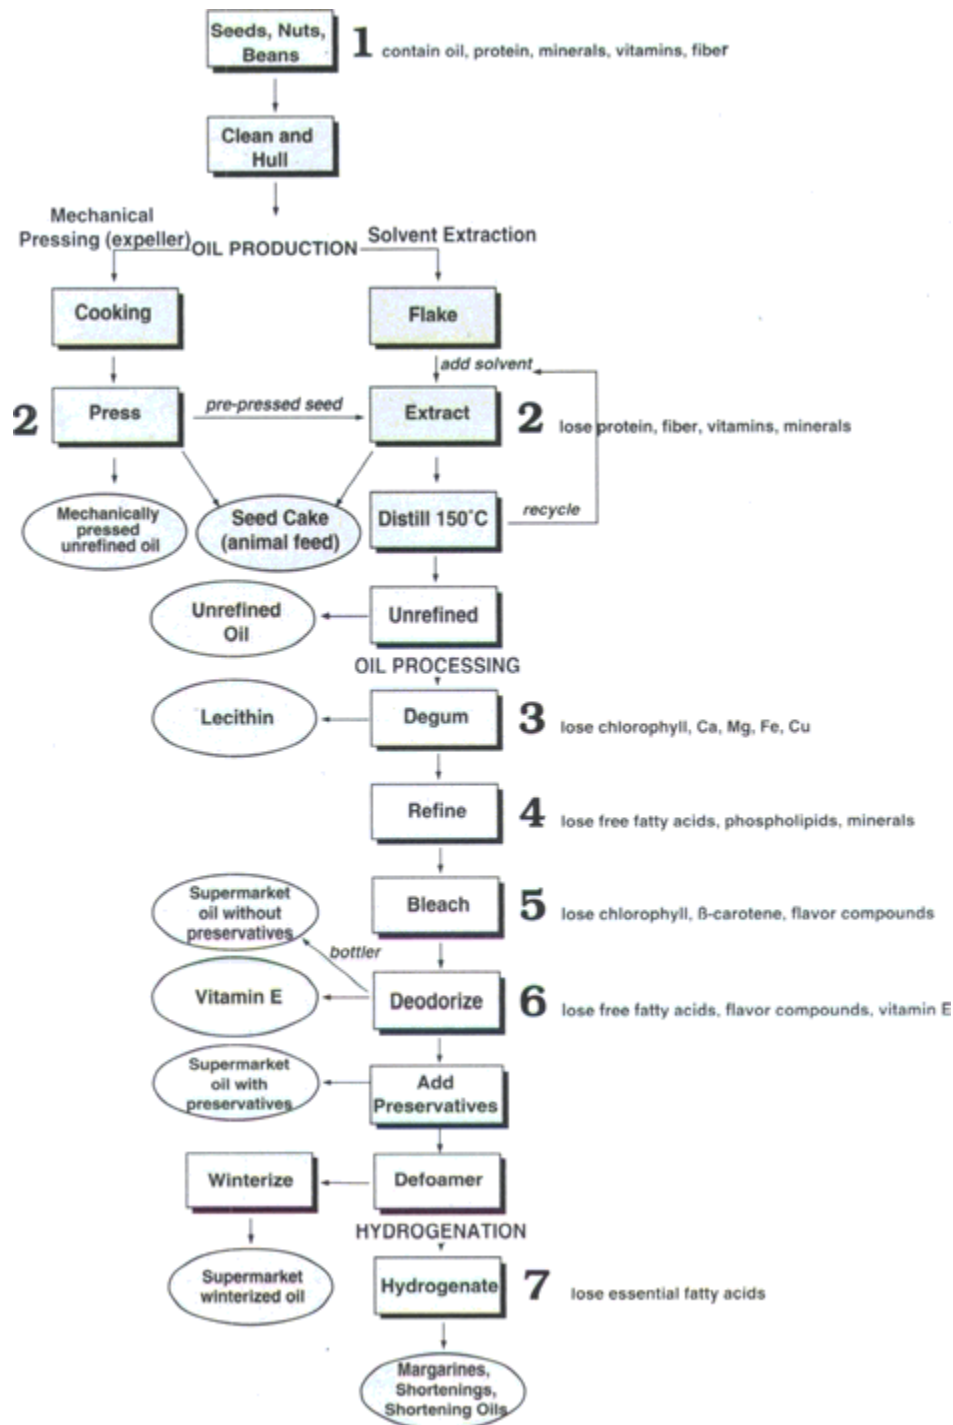 Seeds, Nuts,
Beans
1 contain oil, protein, minerals, vitamins, fiber
Clean and
Hull
Mechanical
Pressing (expeller)
OIL PRODUCTION
Solvent Extraction
Cooking
Flake
add solvent
2
Press
pre-pressed seed
Extract
2 lose protein, fiber, vitamins, minerals
Mechanically
pressed
unrefined oil
Seed Cake
(animal feed)
Distill 150°C
recycle
Unrefined
Oil
Unrefined
OIL PROCESSING
Lecithin
Degum
3 lose chlorophyll, Ca, Mg, Fe, Cu
Refine
4 lose free fatty acids, phospholipids, minerals
Supermarket
oil without
preservatives
Bleach
5 lose chlorophyll, ß-carotene, flavor compounds
bottler
Vitamin E
Deodorize
6 lose free fatty acids, flavor compounds, vitamin E
Supermarket
oil with
preservatives
Add
Preservatives
Winterize
Defoamer
HYDROGENATION
Supermarket
winterized oil
Hydrogenate
7 lose essential fatty acids
Margarines,
Shortenings,
Shortening Oils